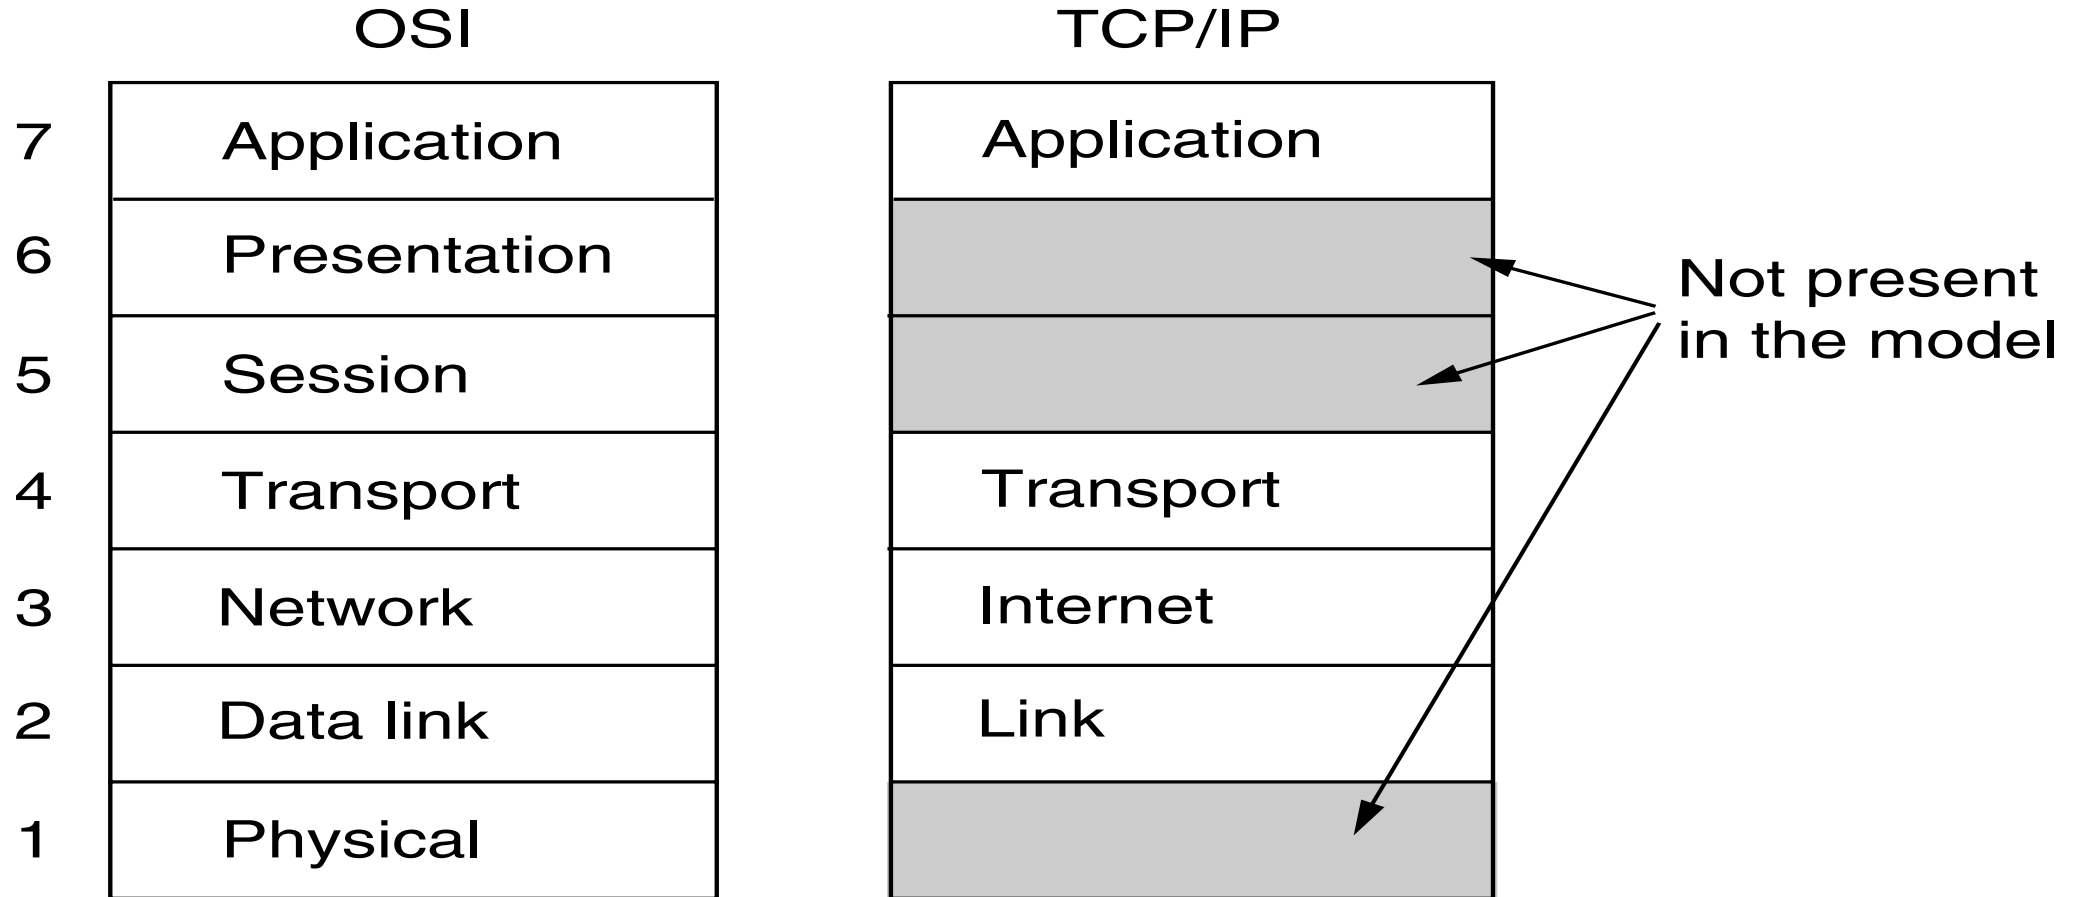 OSI
TCP/IP
7
Application
Application
6
Presentation
Not present
in the model
5
Session
4
Transport
Transport
3
Network
Internet
2
Data link
Link
1
Physical